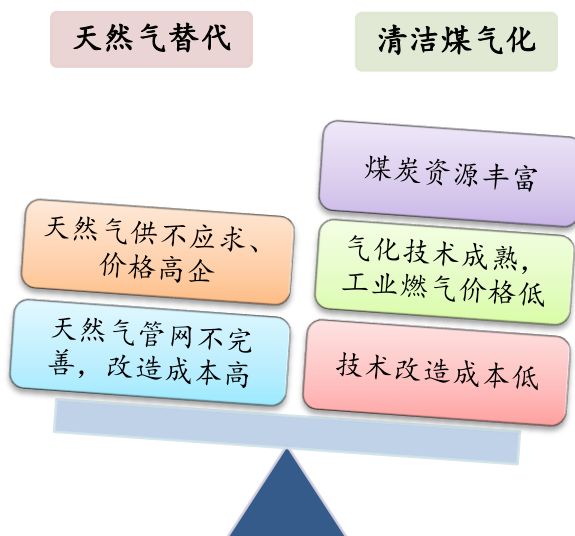 天然气替代
清洁煤气化
天然气供不应求、
价格高企
天然气管网不完
善，改造成本高
煤炭资源丰富
气化技术成熟，
工业燃气价格低
技术改造成本低